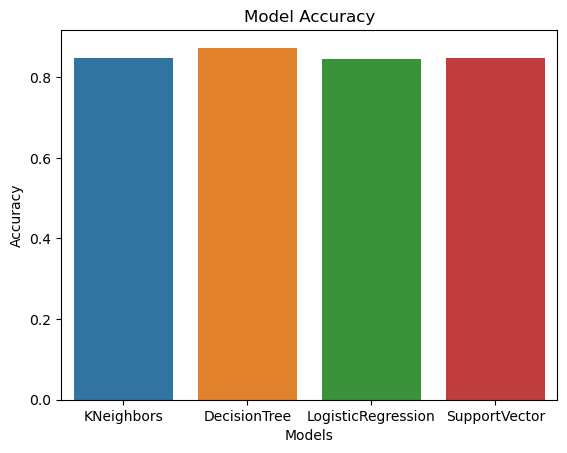 Model Accuracy
Accuracy
0.8
0.6
0.4
0.2
0.0
KNeighbors DecisionTree LogisticRegression SupportVector
Models